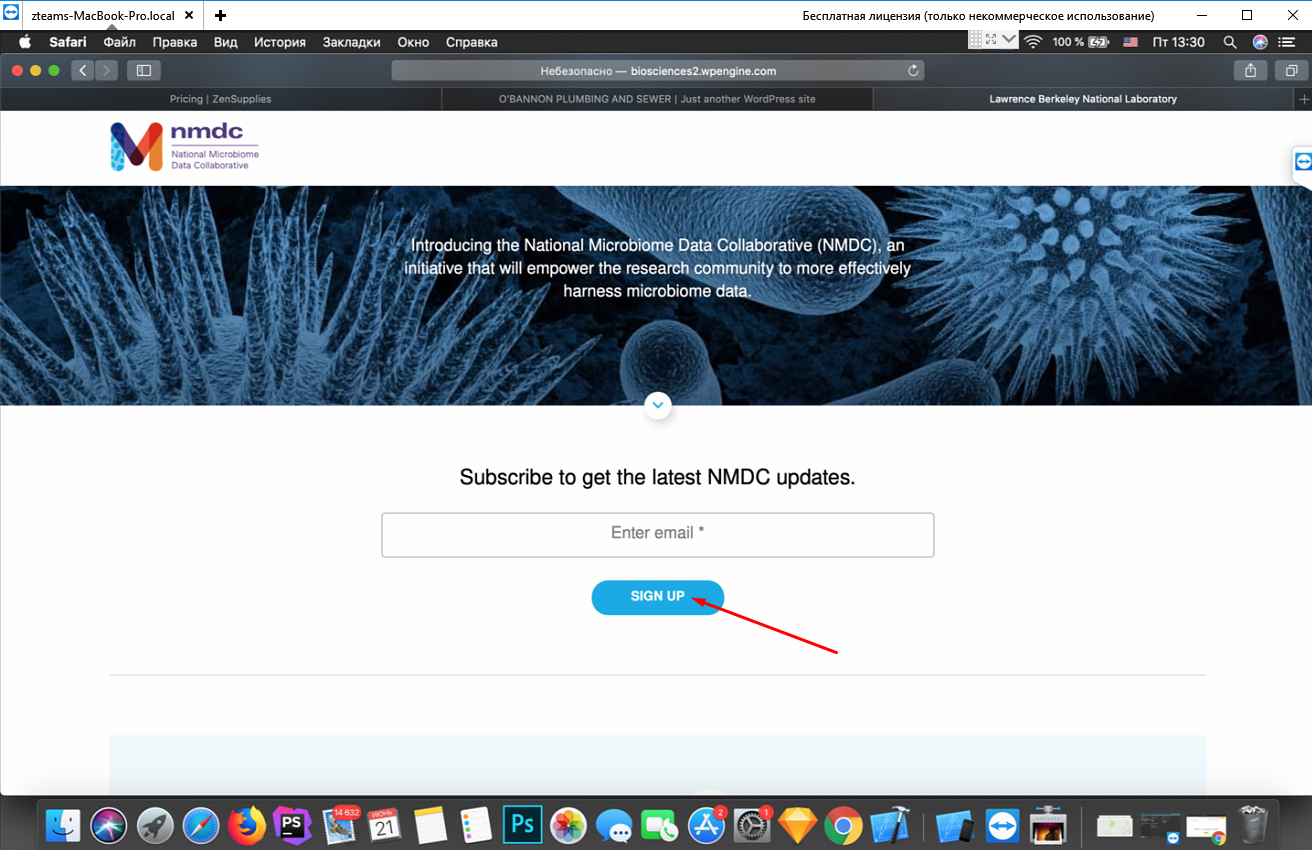 zteams-MacBook-Pro.local
Бесплатная лицензия (только некоммерческое использование)
Safari Файл Правка Вид История Закладки Окно Справка 100 % Пт 13:30
Небезопасно — biosciences2.wpengine.com
Pricing | ZenSupplies O'BANNON PLUMBING AND SEWER | Just another WordPress site Lawrence Berkeley National Laboratory
nmdc
National Microbiome
Data Collaborative
Introducing the National Microbiome Data Collaborative (NMDC), an
initiative that will empower the research community to more effectively
harness microbiome data.
Subscribe to get the latest NMDC updates.
Enter email *
SIGN UP
PS
14 632
ИЮНЬ
21
Ps
2
1